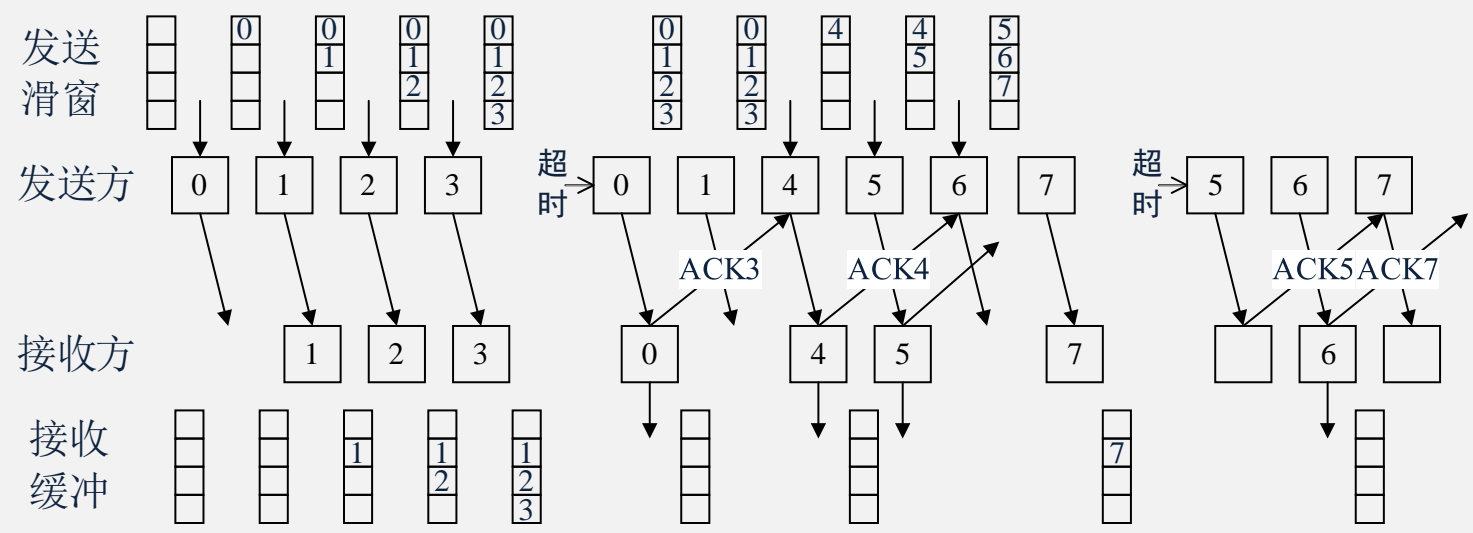 0 0 0 0 0 0 4 4 5
发送 1 1 1 1 1 5 6
滑窗 2 2 2 2 7
3 3 3
发送方 0 1 2 3 超时 0 1 4 5 6 7 超时 5 6 7
ACK3 ACK4 ACK5 ACK7
接收方 1 2 3 0 4 5 7 6
接收 1 1 1 7
缓冲 2 2
3